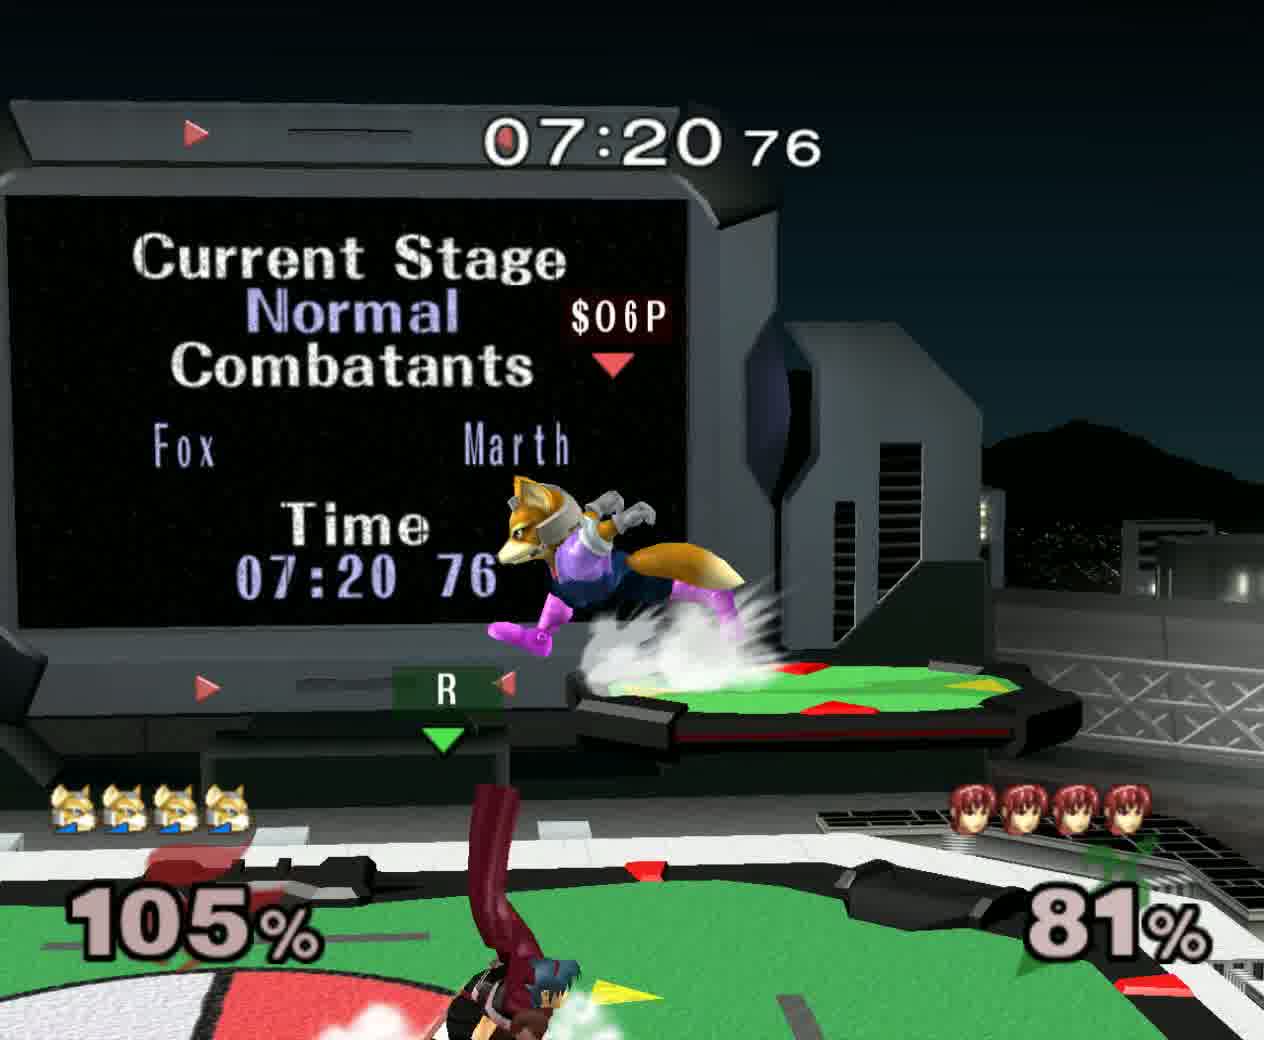 07:20 76
Current Stage
Normal
$06P
Combatants
Fox Marth
Time
07:20 76
R
105%
81%